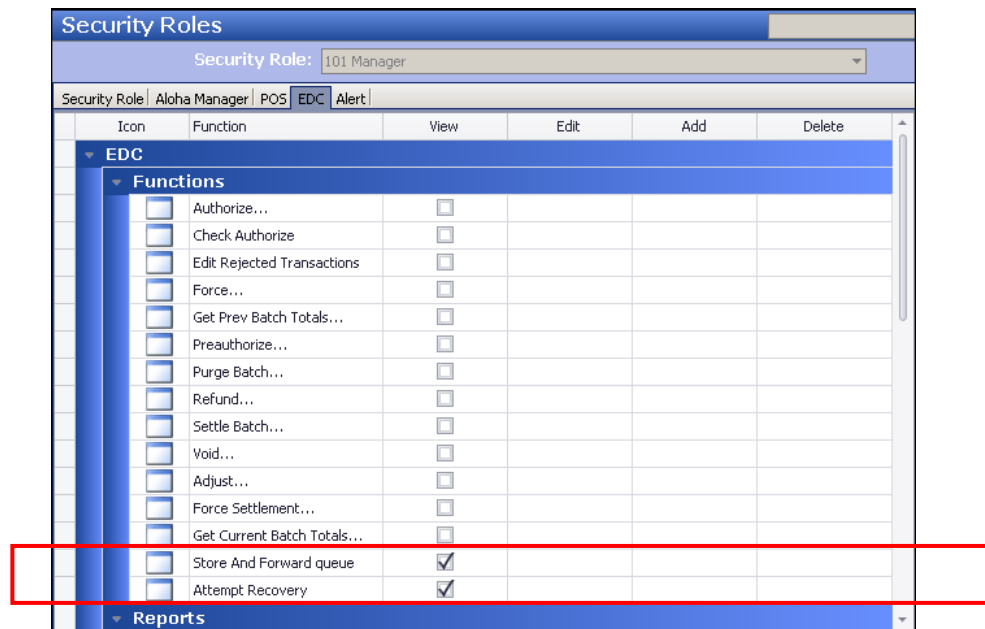 Security Roles
Security Role: 101 Manager
Security Role Aloha Manager POS EDC Alert
Icon Function View Edit Add Delete
EDC
Functions
Authorize...
Check Authorize
Edit Rejected Transactions
Force...
Get Prev Batch Totals...
Preauthorize...
Purge Batch...
Refund...
Settle Batch...
Void...
Adjust...
Force Settlement...
Get Current Batch Totals...
Store And Forward queue
Attempt Recovery
Reports